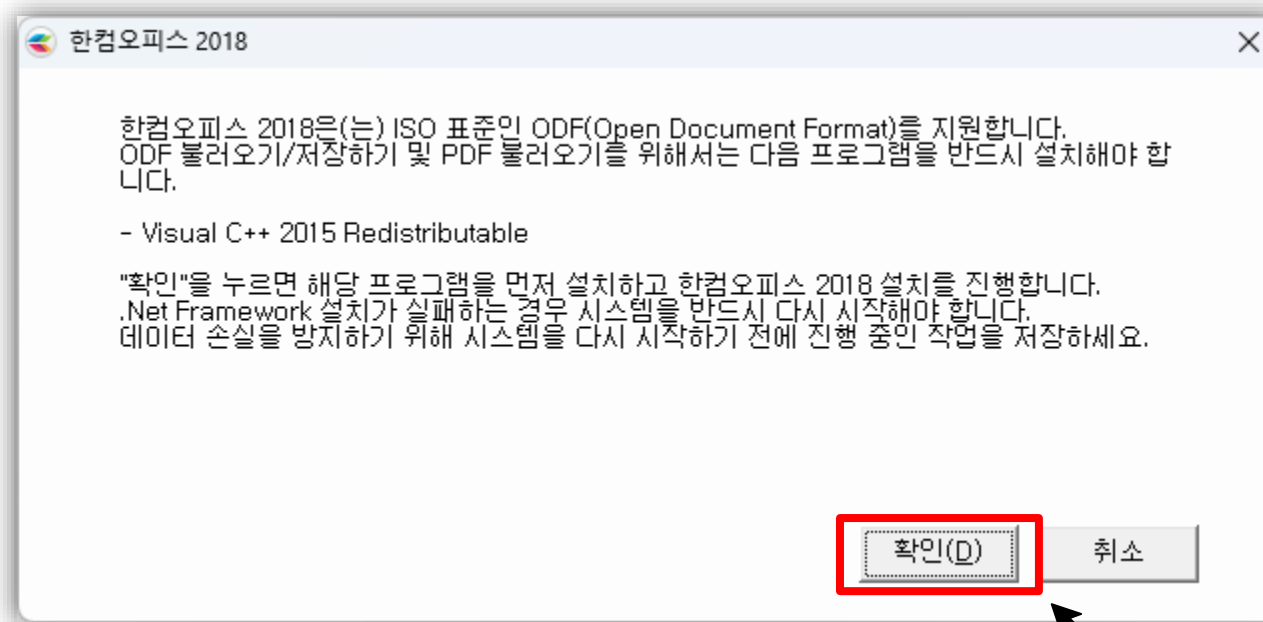 한컴오피스 2018
한컴오피스 2018은(는) ISO 표준인 ODF(Open Document Format)를 지원합니다.
ODF 불러오기/저장하기 및 PDF 불러오기를 위해서는 다음 프로그램을 반드시 설치해야 합
니다.
- Visual C++ 2015 Redistributable
"확인"을 누르면 해당 프로그램을 먼저 설치하고 한컴오피스 2018 설치를 진행합니다.
.Net Framework 설치가 실패하는 경우 시스템을 반드시 다시 시작해야 합니다.
데이터 손실을 방지하기 위해 시스템을 다시 시작하기 전에 진행 중인 작업을 저장하세요.
확인(D) 취소